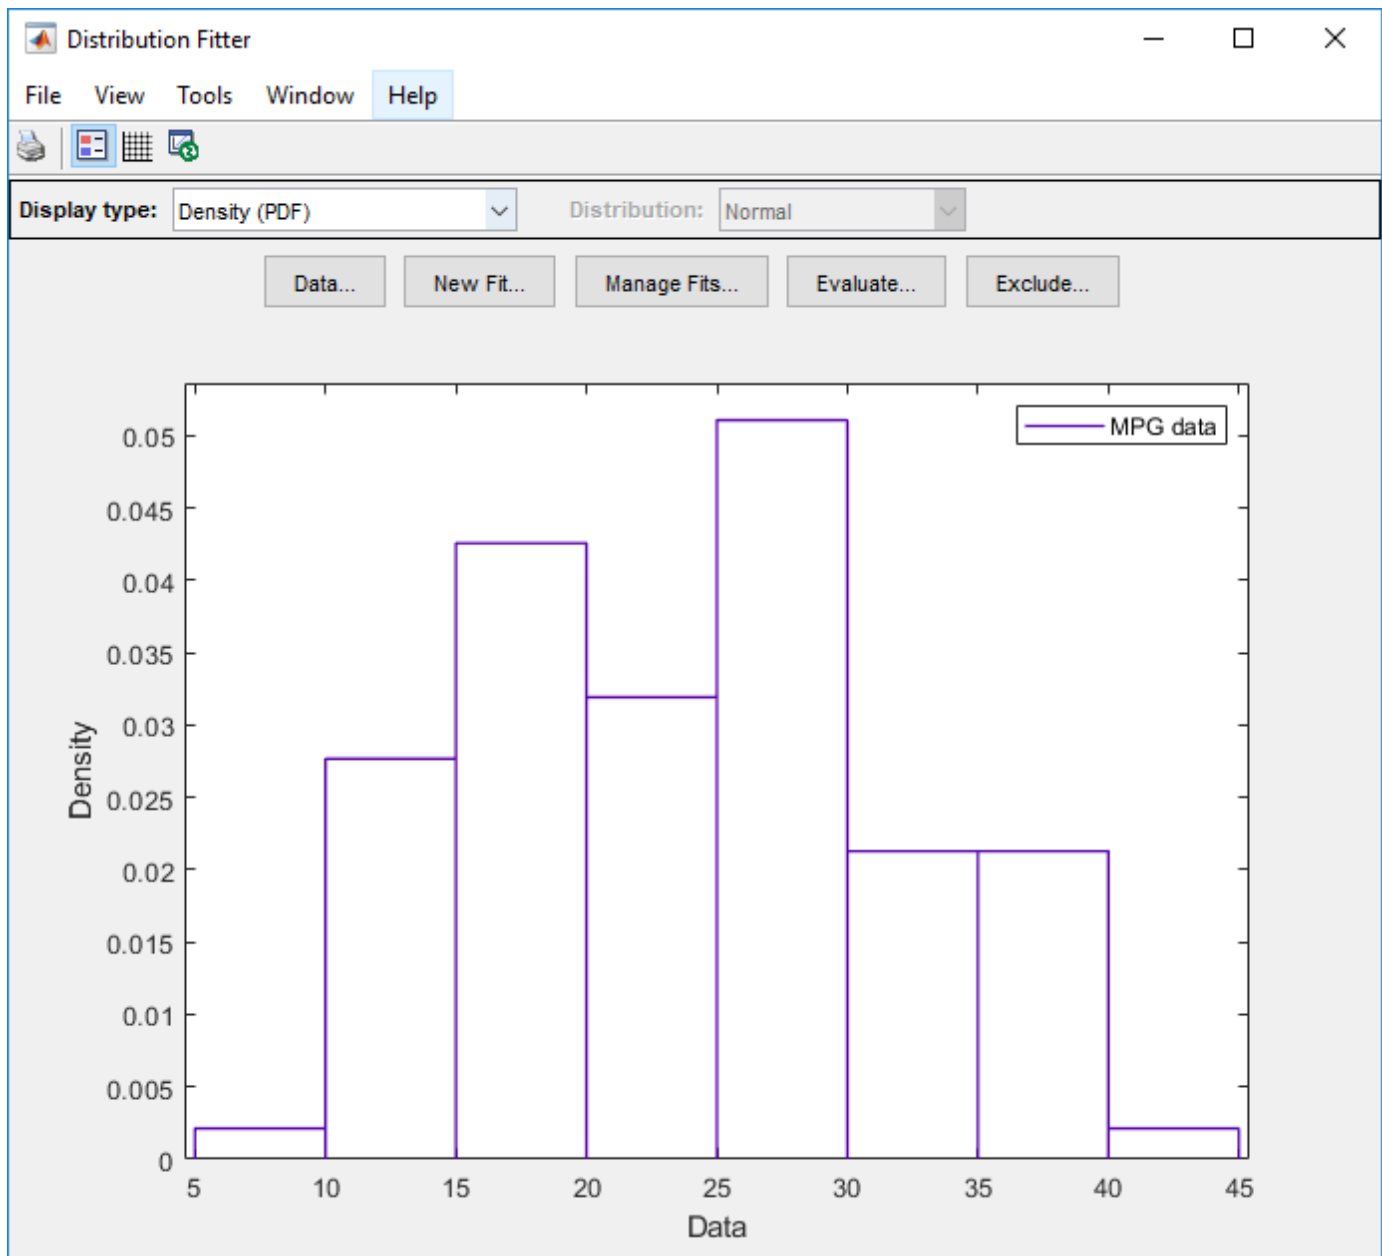 Distribution Fitter
File View Tools Window Help
Display type: Density (PDF) Distribution: Normal
Data... New Fit... Manage Fits... Evaluate... Exclude...
MPG data
0.05
0.045
0.04
0.035
0.03
0.025
0.02
0.015
0.01
0.005
0
Density
5 10 15 20 25 30 35 40 45
Data